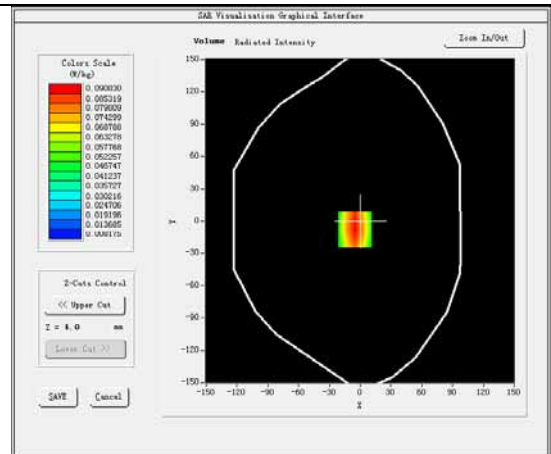 SAR Visualisation Graphical Interface
Volume Radiated Intensity
Zoom In/Out
Colors Scale
(W/kg)
0.090830
0.085319
0.079809
0.074299
0.068788
0.063278
0.057768
0.052257
0.046747
0.041237
0.035727
0.030216
0.024706
0.019196
0.013685
0.008175
Z-Cuts Control
<< Upper Cut
Z = 4.0 mm
Lower Cut >>
SAVE Cancel
150
120
90
60
30
0
-30
-60
-90
-120
-150
-150 -120 -90 -60 -30 0 30 60 90 120 150